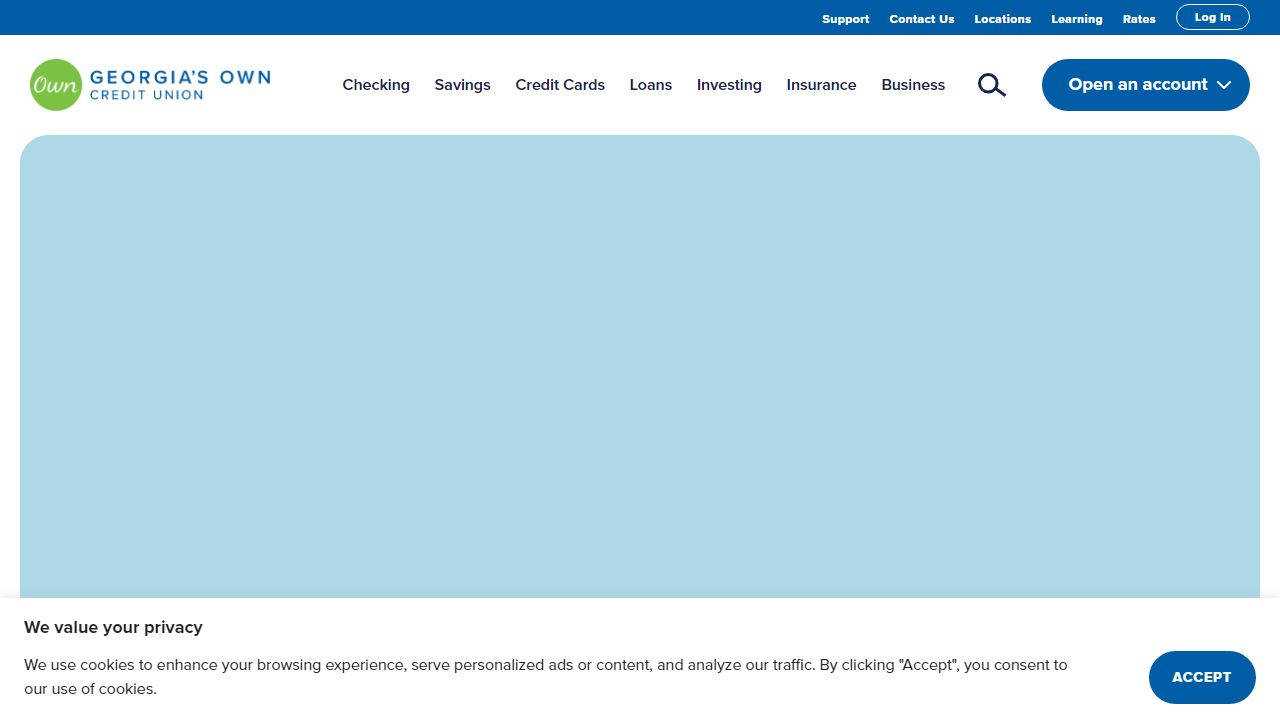 Support Contact Us Locations Learning Rates Log In
Own GEORGIA'S OWN
CREDIT UNION
Checking Savings Credit Cards Loans Investing Insurance Business Open an account
We value your privacy
We use cookies to enhance your browsing experience, serve personalized ads or content, and analyze our traffic. By clicking "Accept", you consent to
our use of cookies.
ACCEPT